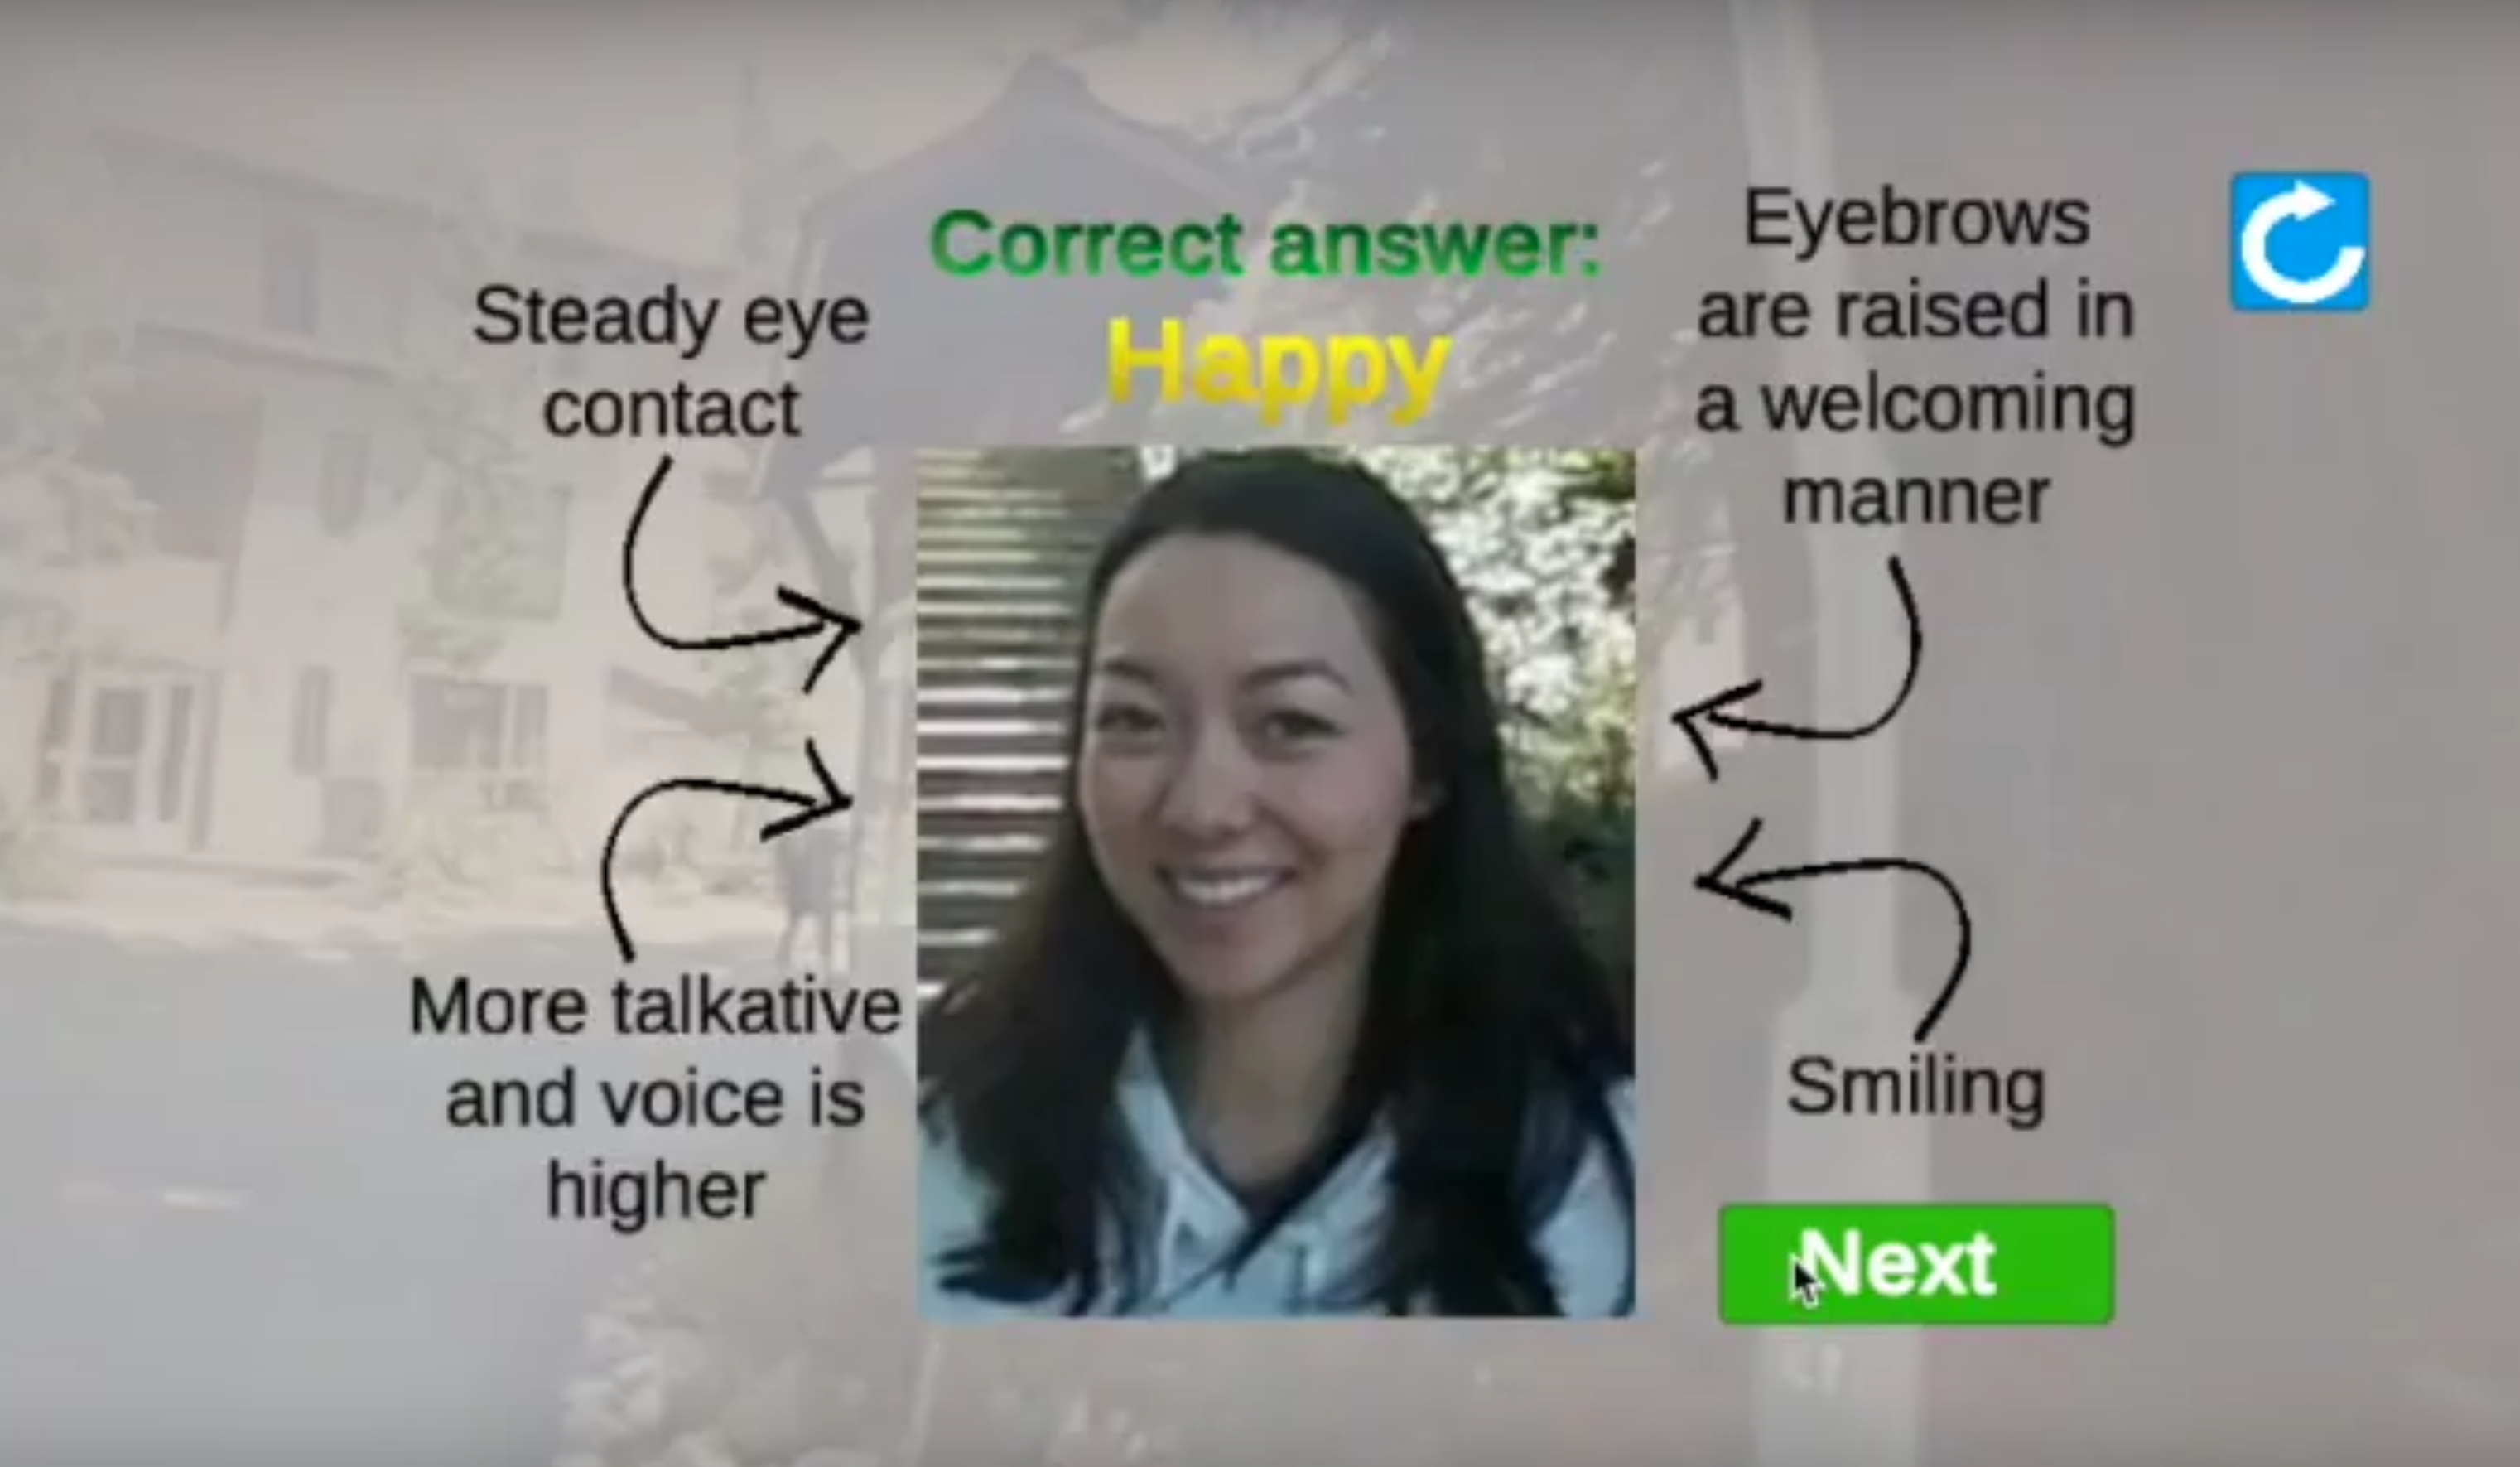 Correct answer:
Happy
Steady eye
contact
Eyebrows
are raised in
a welcoming
manner
More talkative
and voice is
higher
Smiling
Next